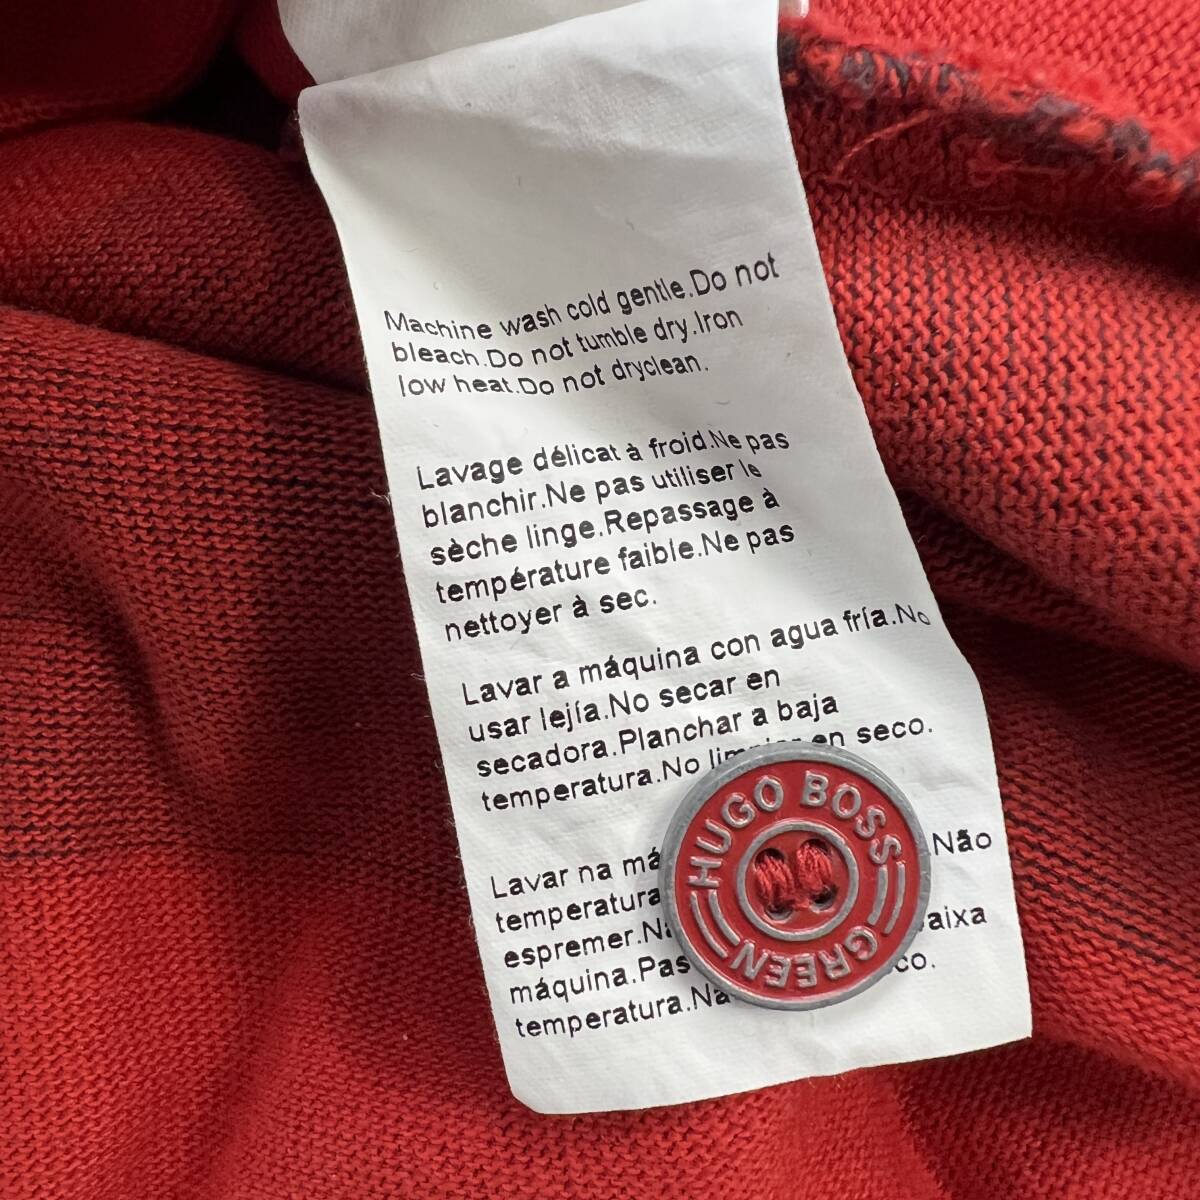 Machine wash cold gentle.Do not
bleach.Do not tumble dry.Iron
low heat.Do not dryclean.
Lavage délicat à froid.Ne pas
blanchir.Ne pas utiliser le
sèche linge.Repassage à
température faible.Ne pas
nettoyer à sec.
Lavar a máquina con agua fría.No
usar lejía.No secar en
secadora.Planchar a baja
temperatura.No en seco.
Lavar na Não
temperatura
espremer.
máquina.
temperatura.
HUGO BOSS
GREEN